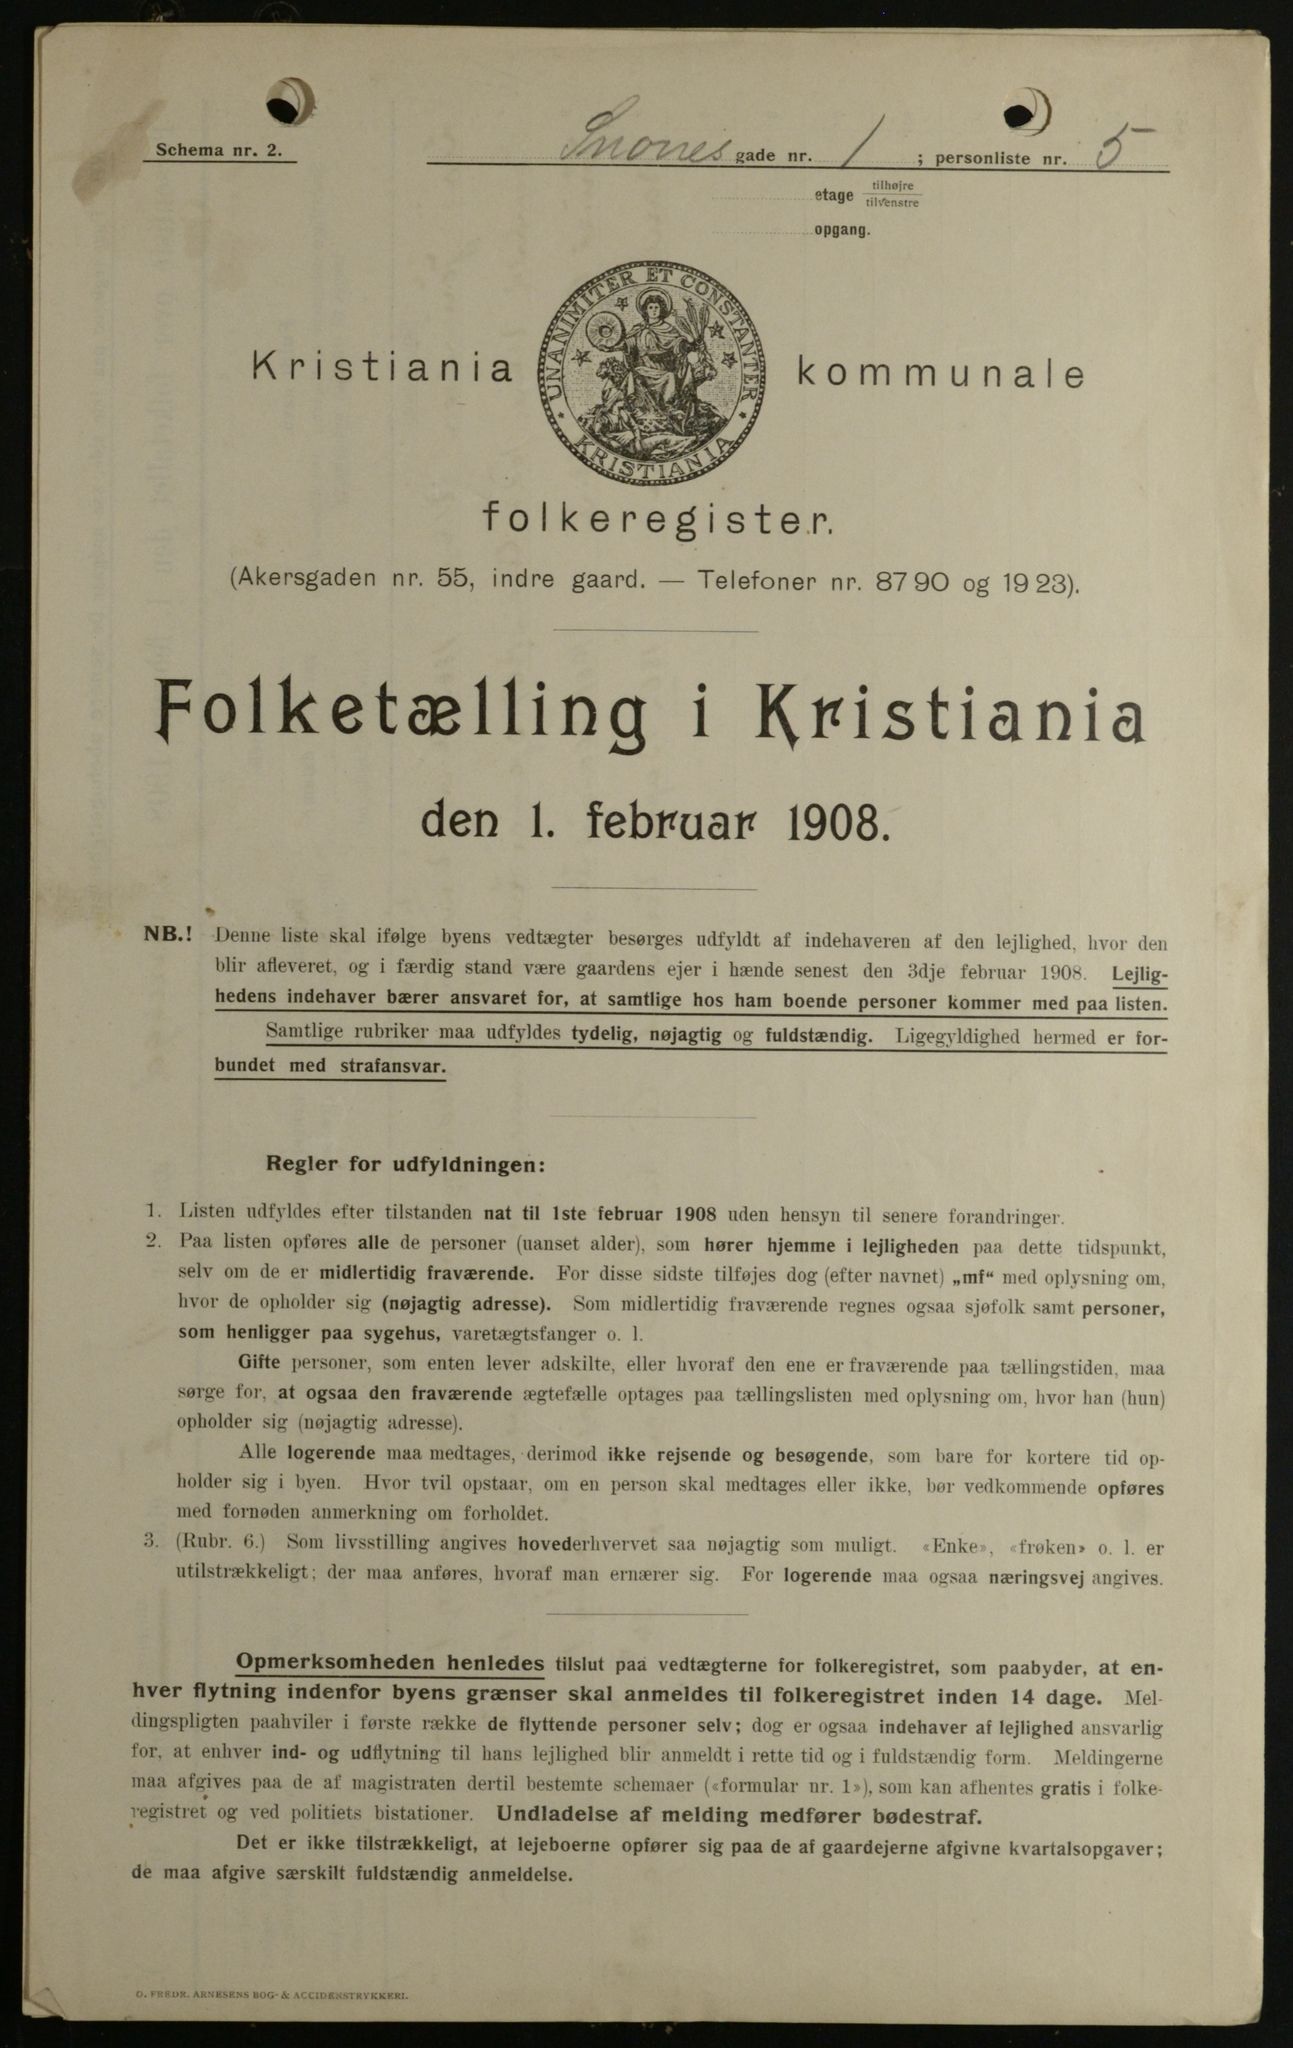 Schema nr. 2.
Snorres gade nr. 1 ; personliste nr. 5
etage tilhøjre
tilvenstre
opgang.
UNANIMITER ET CONSTANTER
KRISTIANIA
Kristiania kommunale
folkeregister.
(Akersgaden nr. 55, indre gaard. — Telefoner nr. 87 90 og 19 23).
Folketælling i Kristiania
den 1. februar 1908.
NB.! Denne liste skal ifølge byens vedtægter besørges udfyldt af indehaveren af den lejlighed, hvor den
blir afleveret, og i færdig stand være gaardens ejer i hænde senest den 3dje februar 1908. Lejlig-
hedens indehaver bærer ansvaret for, at samtlige hos ham boende personer kommer med paa listen.
Samtlige rubriker maa udfyldes tydelig, nøjagtig og fuldstændig. Ligegyldighed hermed er for-
bundet med strafansvar.
Regler for udfyldningen:
1. Listen udfyldes efter tilstanden nat til 1ste februar 1908 uden hensyn til senere forandringer.
2. Paa listen opføres alle de personer (uanset alder), som hører hjemme i lejligheden paa dette tidspunkt,
selv om de er midlertidig fraværende. For disse sidste tilføjes dog (efter navnet) „mf“ med oplysning om,
hvor de opholder sig (nøjagtig adresse). Som midlertidig fraværende regnes ogsaa sjøfolk samt personer,
som henligger paa sygehus, varetægtsfanger o. l.
Gifte personer, som enten lever adskilte, eller hvoraf den ene er fraværende paa tællingstiden, maa
sørge for, at ogsaa den fraværende ægtefælle optages paa tællingslisten med oplysning om, hvor han (hun)
opholder sig (nøjagtig adresse).
Alle logerende maa medtages, derimod ikke rejsende og besøgende, som bare for kortere tid op-
holder sig i byen. Hvor tvil opstaar, om en person skal medtages eller ikke, bør vedkommende opføres
med fornøden anmerkning om forholdet.
3. (Rubr. 6.) Som livsstilling angives hovederhvervet saa nøjagtig som muligt. «Enke», «frøken» o. l. er
utilstrækkeligt; der maa anføres, hvoraf man ernærer sig. For logerende maa ogsaa næringsvej angives.
Opmerksomheden henledes tilslut paa vedtægterne for folkeregistret, som paabyder, at en-
hver flytning indenfor byens grænser skal anmeldes til folkeregistret inden 14 dage. Mel-
dingspligten paahviler i første række de flyttende personer selv; dog er ogsaa indehaver af lejlighed ansvarlig
for, at enhver ind- og udflytning til hans lejlighed blir anmeldt i rette tid og i fuldstændig form. Meldingerne
maa afgives paa de af magistraten dertil bestemte schemaer («formular nr. 1»), som kan afhentes gratis i folke-
registret og ved politiets bistationer. Undladelse af melding medfører bødestraf.
Det er ikke tilstrækkeligt, at lejeboerne opfører sig paa de af gaardejerne afgivne kvartalsopgaver;
de maa afgive særskilt fuldstændig anmeldelse.
O. FREDR. ARNESENS BOG- & ACCIDENSTRYKKERI.